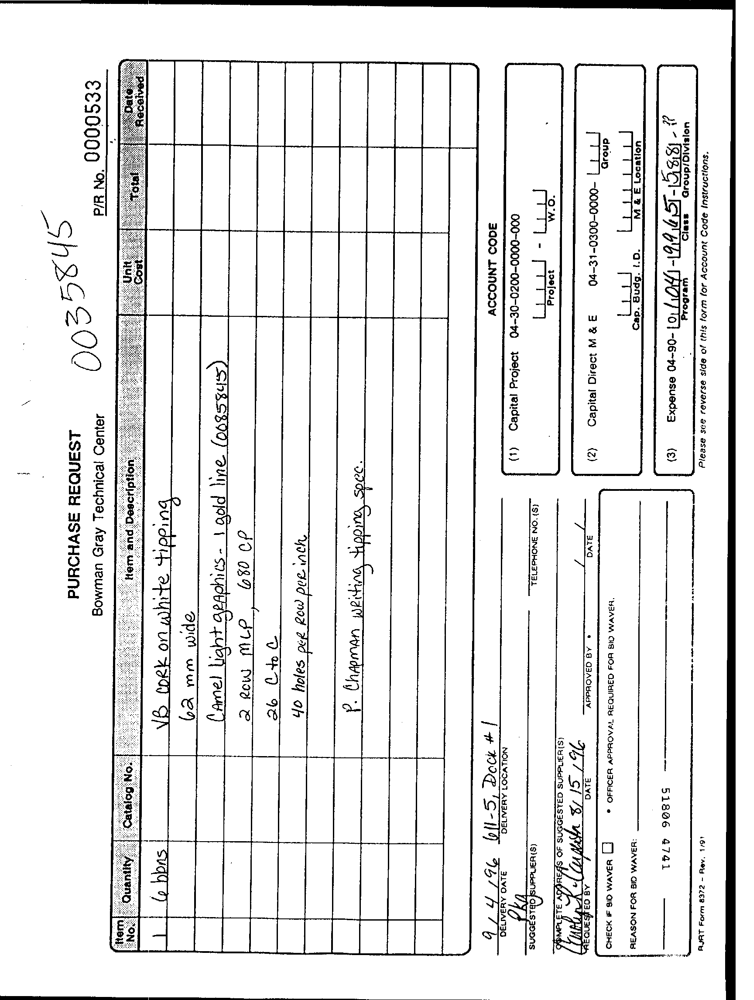 PURCHASE REQUEST
Bowman Gray Technical Center
0035845
P/R No. 0000533
Item No. Quantity Catalog No. Item and Description Unit Cost Total Date Received
1 6 bbns VB CORK on white tipping
62 mm wide
CAmel Light gRAphics - 1 gold line (0085845)
2 ROW MLP, 680 CP
26 C to C
40 holes peR ROW peR inch
P. ChAPMAN WRiting tipping spec.
9/4/96 611-5, Dock #1
DELIVERY DATE DELIVERY LOCATION
Pkg
SUGGESTED SUPPLIER(S) TELEPHONE NO.(S)
COMPLETE ADDRESS OF SUGGESTED SUPPLIER(S)
8/15/96 / /
REQUESTED BY DATE APPROVED BY * DATE
CHECK IF BID WAVER * OFFICER APPROVAL REQUIRED FOR BID WAVER.
REASON FOR BID WAVER:
51806 4741
RJRT Form 8372 - Rev. 1/91
ACCOUNT CODE
(1) Capital Project 04-30-0200-0000-000
-
Project W.O.
(2) Capital Direct M & E 04-31-0300-0000-
Group
Cap. Budg. I.D. M & E Location
(3) Expense 04-90-0104-1-9965-588-??
Program Class Group/Division
Please see reverse side of this form for Account Code Instructions.